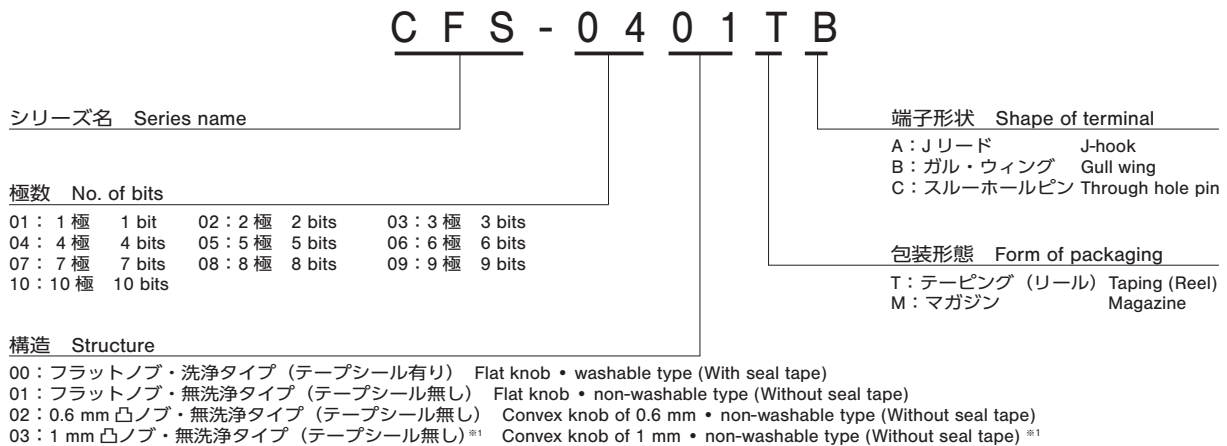 CFS-0401TB
シリーズ名 Series name
端子形状 Shape of terminal
A：Jリード J-hook
B：ガル・ウィング Gull wing
C：スルーホールピン Through hole pin
極数 No. of bits
01： 1極 1 bit 02：2極 2 bits 03：3極 3 bits
04： 4極 4 bits 05：5極 5 bits 06：6極 6 bits
07： 7極 7 bits 08：8極 8 bits 09：9極 9 bits
10：10極 10 bits
包装形態 Form of packaging
T：テーピング（リール） Taping (Reel)
M：マガジン Magazine
構造 Structure
00：フラットノブ・洗浄タイプ（テープシール有り） Flat knob • washable type (With seal tape)
01：フラットノブ・無洗浄タイプ（テープシール無し） Flat knob • non-washable type (Without seal tape)
02：0.6 mm 凸ノブ・無洗浄タイプ（テープシール無し） Convex knob of 0.6 mm • non-washable type (Without seal tape)
03：1 mm 凸ノブ・無洗浄タイプ（テープシール無し）※1 Convex knob of 1 mm • non-washable type (Without seal tape) ※1